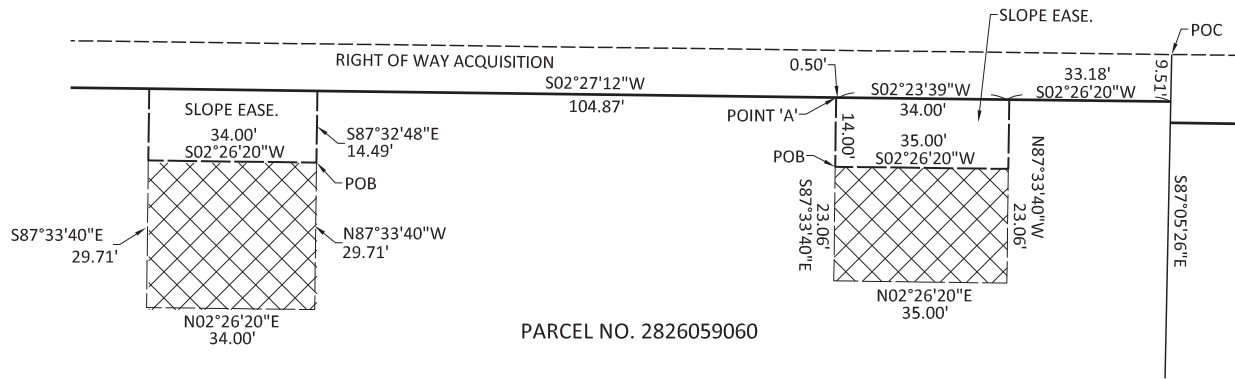 SLOPE EASE.
POC
RIGHT OF WAY ACQUISITION
0.50'
33.18'
9.51'
S02°27'12"W
S02°23'39"W
S02°26'20"W
104.87'
POINT 'A'
34.00'
SLOPE EASE.
34.00'
S02°26'20"W
S87°32'48"E
14.49'
14.00'
35.00'
S02°26'20"W
POB
POB
N87°33'40"W
23.06'
S87°33'40"E
23.06'
S87°05'26"E
S87°33'40"E
29.71'
N87°33'40"W
29.71'
N02°26'20"E
35.00'
N02°26'20"E
34.00'
PARCEL NO. 2826059060